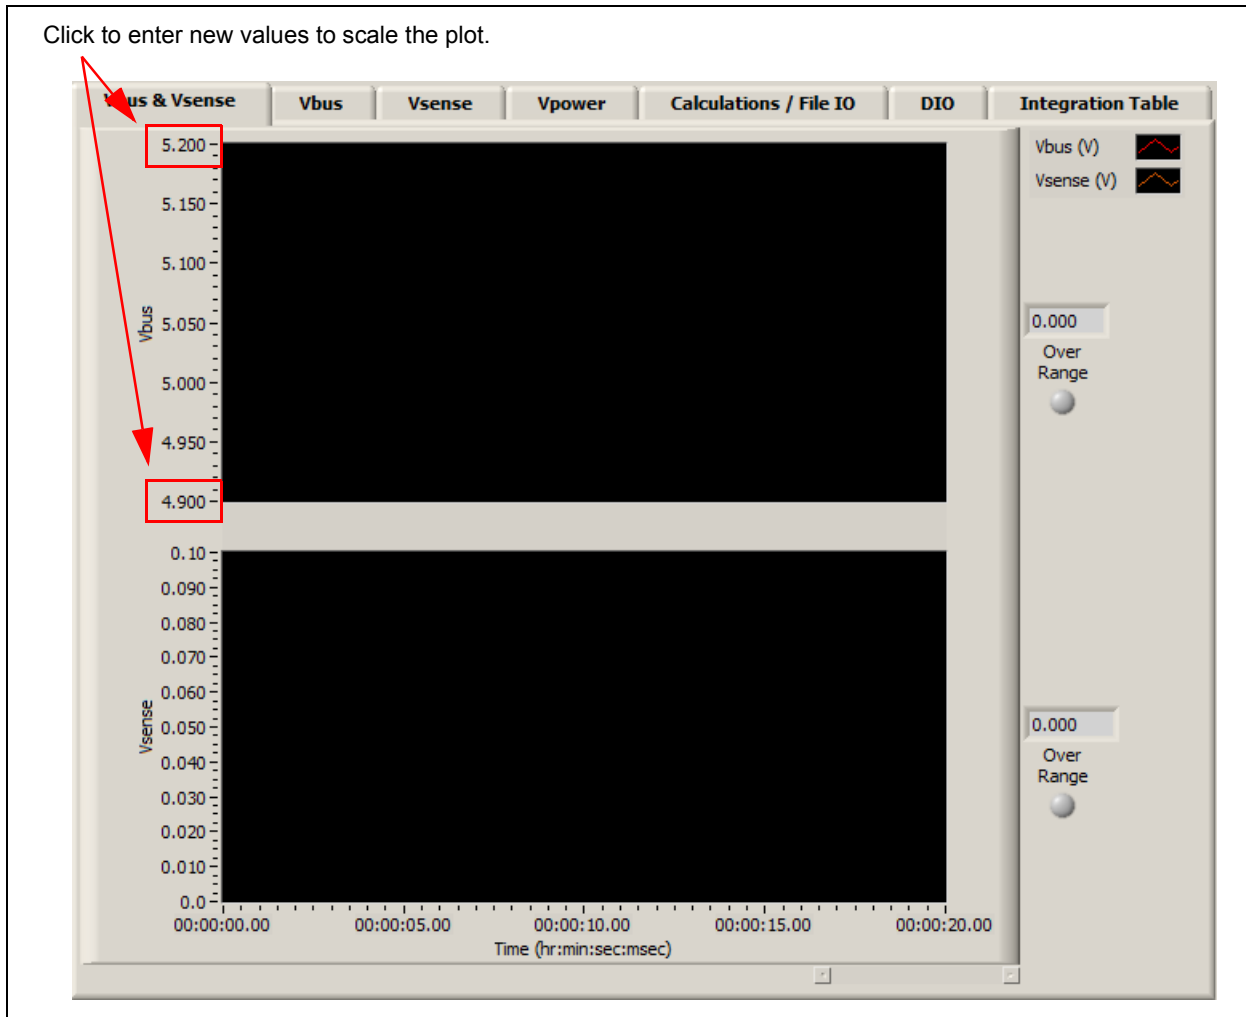 Click to enter new values to scale the plot.
Vbus & Vsense
Vbus
Vsense
Vpower
Calculations / File IO
DIO
Integration Table
5.200
5.150
5.100
5.050
5.000
4.950
4.900
Vbus
Vbus (V)
Vsense (V)
0.000
Over
Range
0.10
0.090
0.080
0.070
0.060
0.050
0.040
0.030
0.020
0.010
0.0
Vsense
0.000
Over
Range
00:00:00.00
00:00:05.00
00:00:10.00
00:00:15.00
00:00:20.00
Time (hr:min:sec:msec)